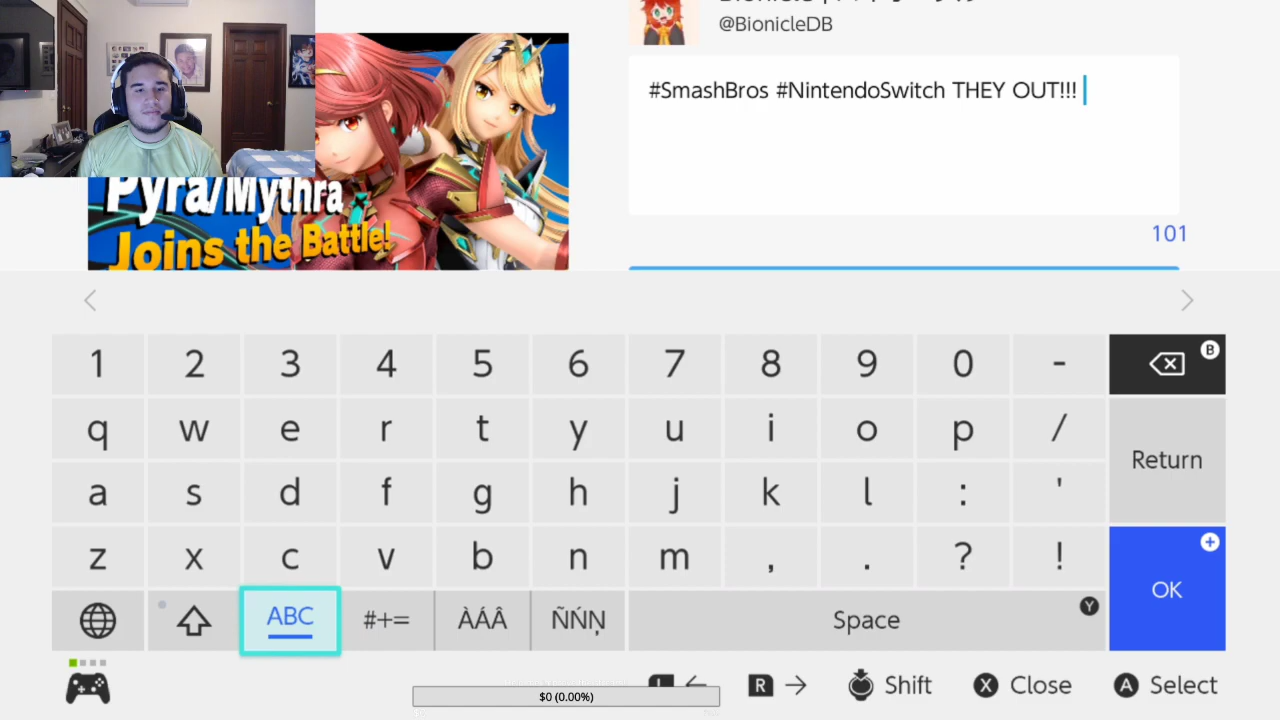 @BionicleDB
#SmashBros #NintendoSwitch THEY OUT!!!
101
Pyra/Mythra
Joins the Battle!
1 2 3 4 5 6 7 8 9 0 - B
q w e r t y u i o p / Return
a s d f g h j k l : '
z x c v b n m , . ? ! + OK
ABC #+= ÀÁÂ ÑŃŅ Space Y
L ← R → Shift X Close A Select
$0 (0.00%)